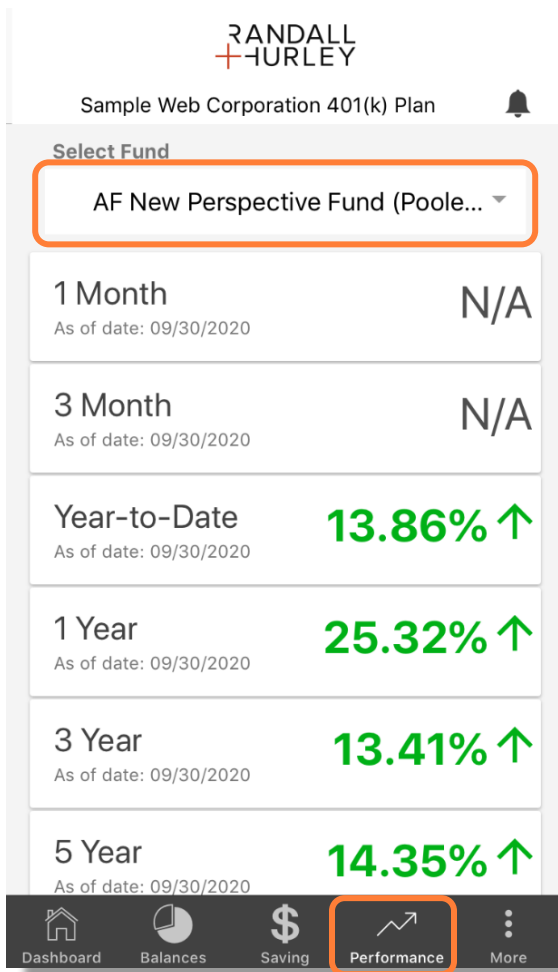 RANDALL
HURLEY
Sample Web Corporation 401(k) Plan
Select Fund
AF New Perspective Fund (Poole...
1 Month
N/A
As of date: 09/30/2020
3 Month
N/A
As of date: 09/30/2020
Year-to-Date
13.86%
As of date: 09/30/2020
1 Year
25.32%
As of date: 09/30/2020
3 Year
13.41%
As of date: 09/30/2020
5 Year
14.35%
As of date: 09/30/2020
Dashboard
Balances
Saving
Performance
More